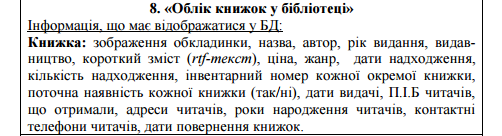 8. «Облік книжок у бібліотеці»
Інформація, що має відображатися у БД:
Книжка: зображення обкладинки, назва, автор, рік видання, видав-
ництво, короткий зміст (rtf-текст), ціна, жанр, дати надходження,
кількість надходження, інвентарний номер кожної окремої книжки,
поточна наявність кожної книжки (так/ні), дати видачі, П.І.Б читачів,
що отримали, адреси читачів, роки народження читачів, контактні
телефони читачів, дати повернення книжок.